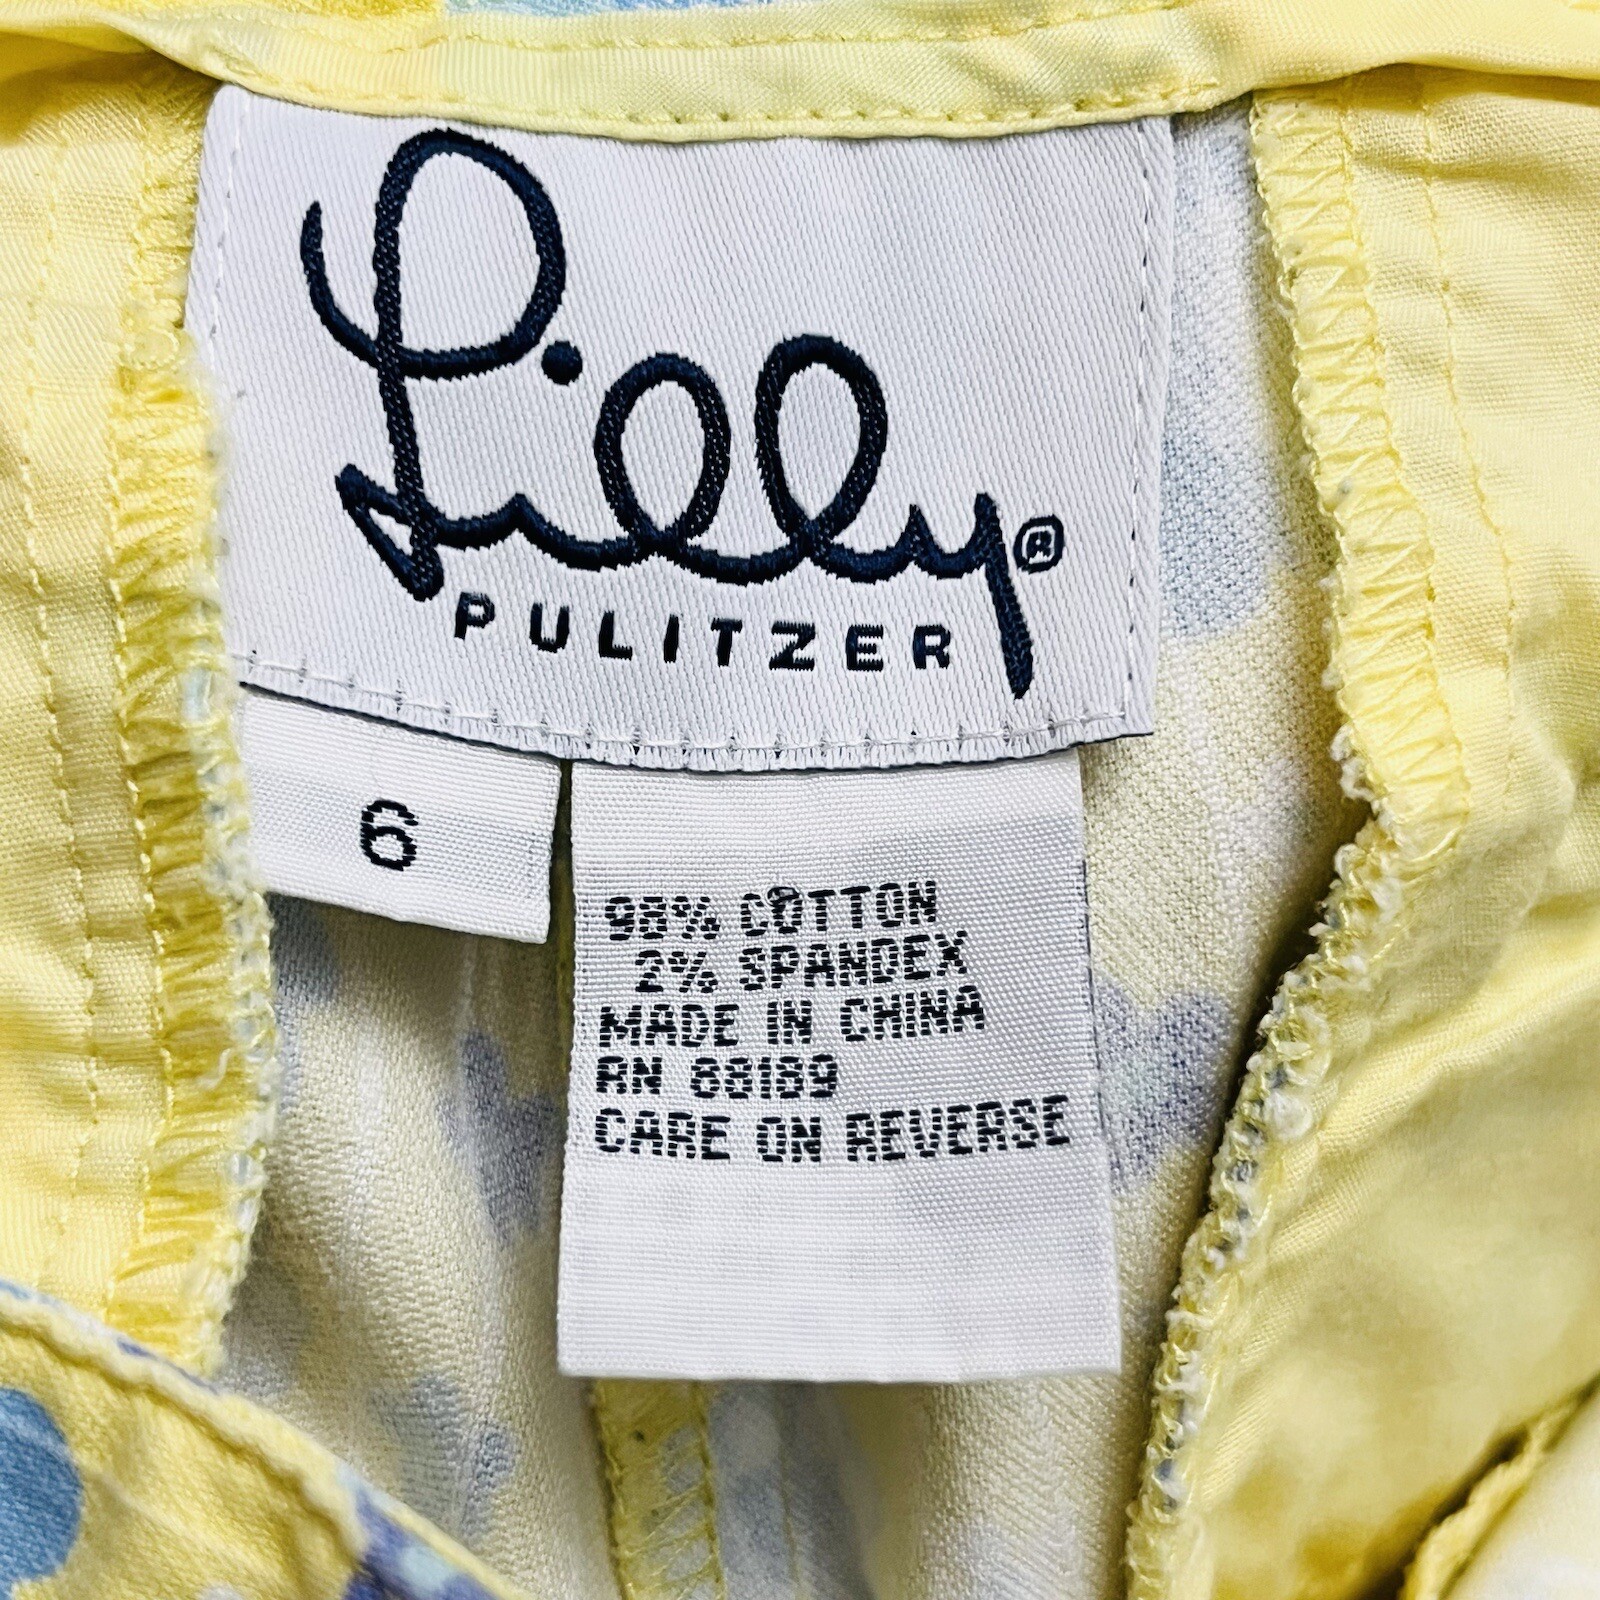 Lilly®
PULITZER
6
98% COTTON
2% SPANDEX
MADE IN CHINA
RN 88189
CARE ON REVERSE